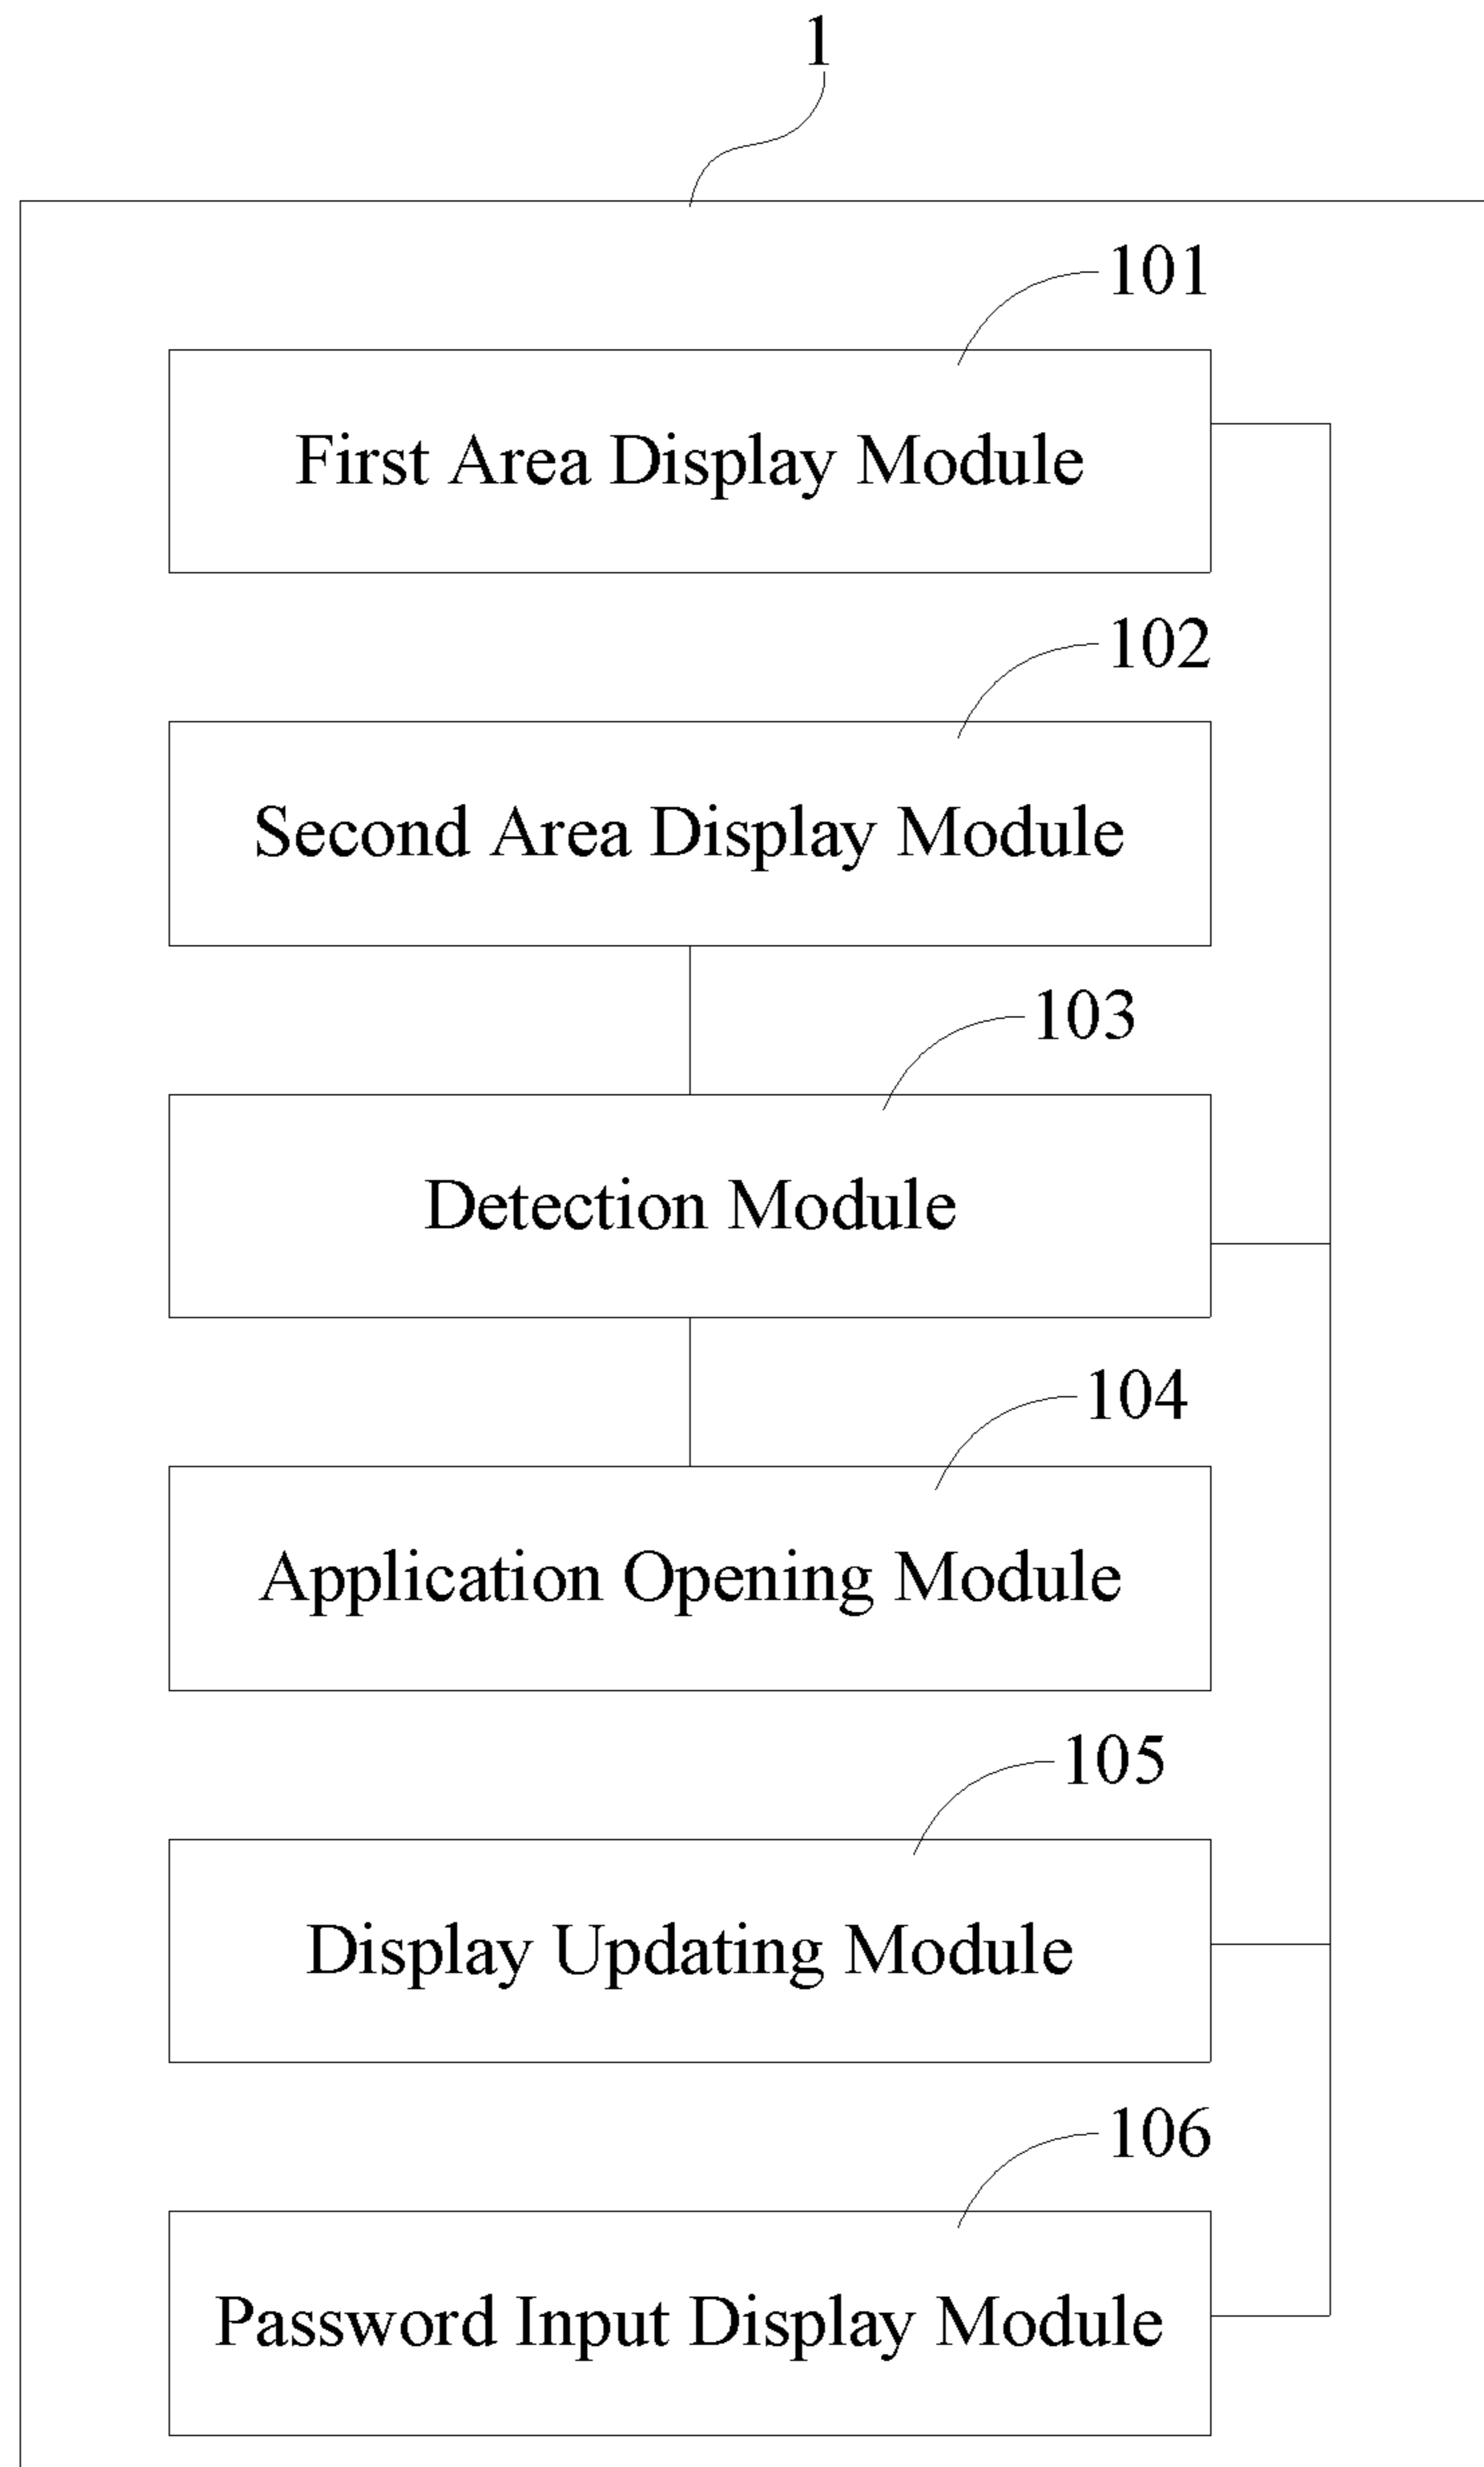 1
101
First Area Display Module
102
Second Area Display Module
103
Detection Module
104
Application Opening Module
105
Display Updating Module
106
Password Input Display Module